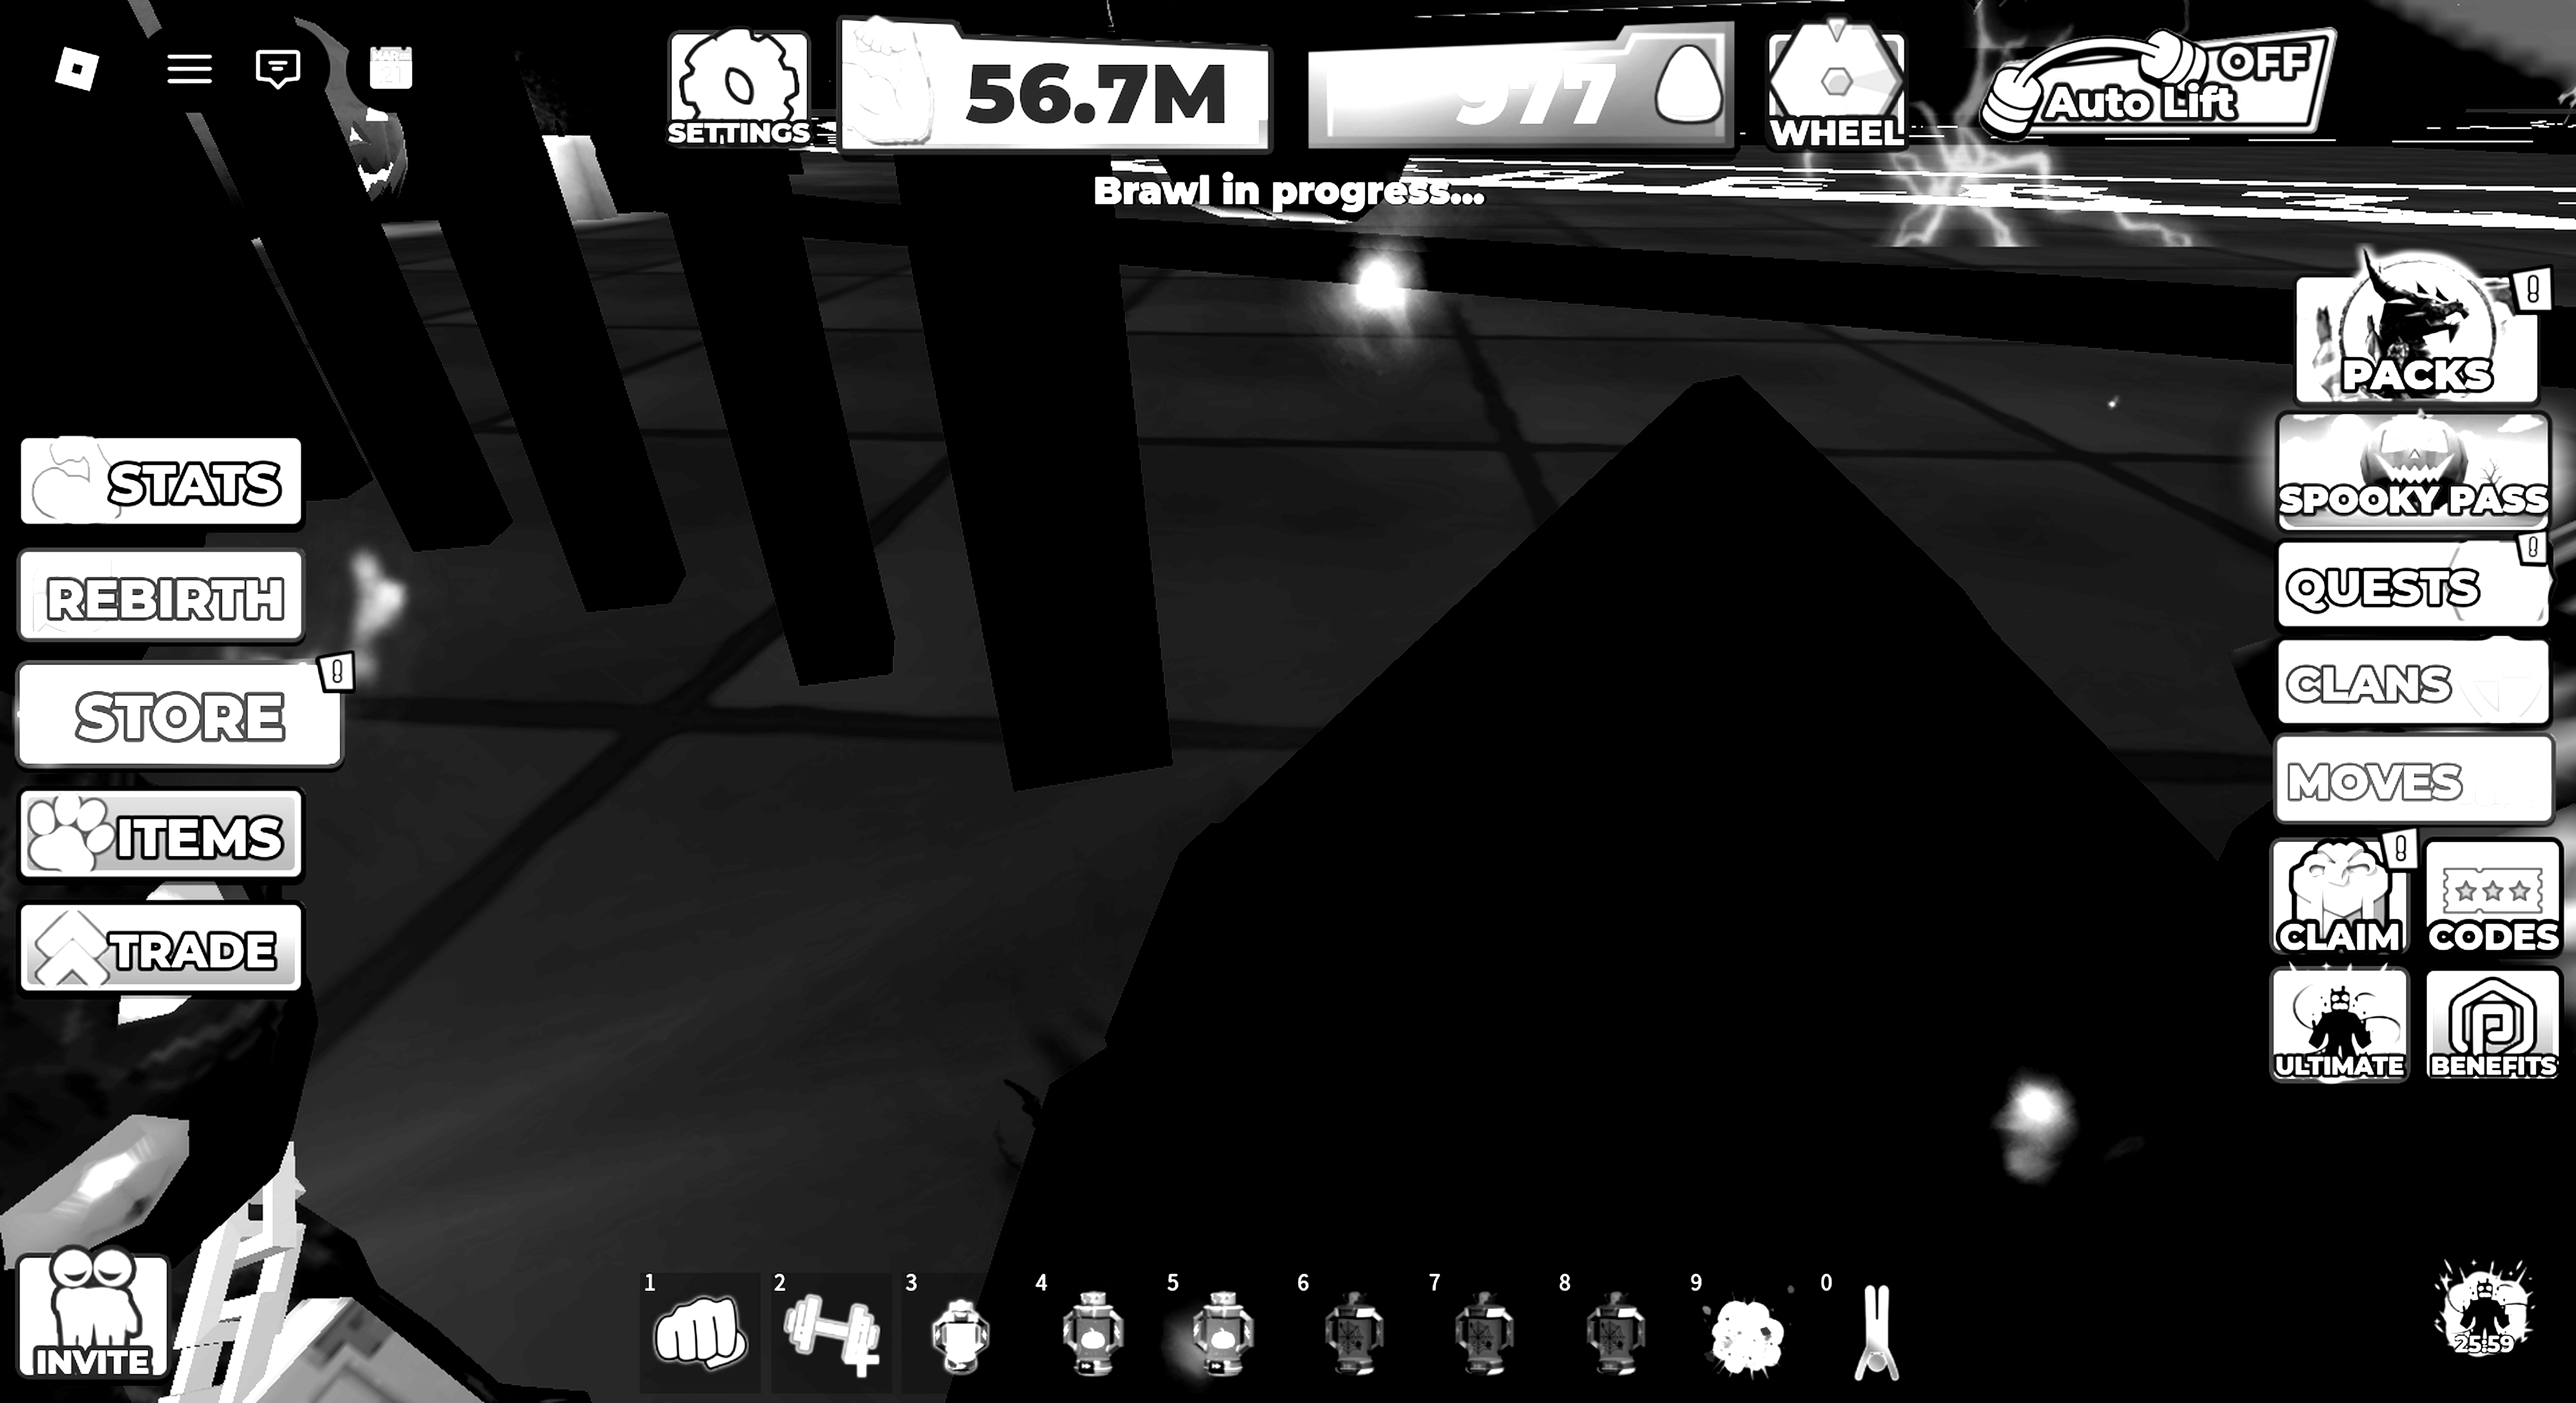 SETTINGS
56.7M
977
WHEEL
OFF
Auto Lift
Brawl in progress...
PACKS
SPOOKY PASS
STATS
QUESTS
REBIRTH
CLANS
STORE
MOVES
ITEMS
CLAIM
CODES
TRADE
ULTIMATE
BENEFITS
INVITE
1
2
3
4
5
6
7
8
9
0
25:59